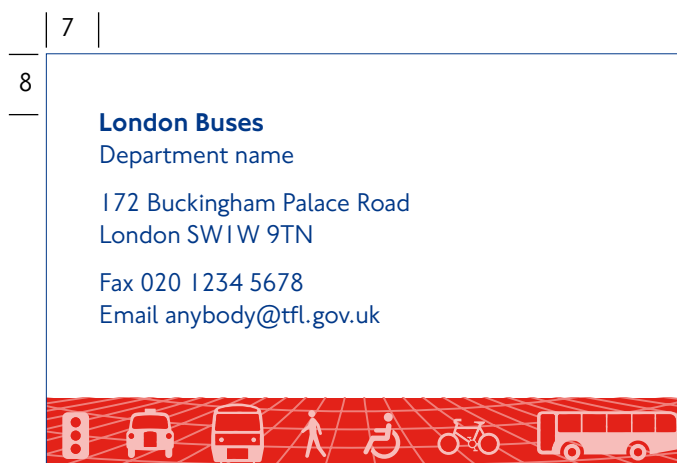 7
8
London Buses
Department name
172 Buckingham Palace Road
London SW1W 9TN
Fax 020 1234 5678
Email anybody@tfl.gov.uk